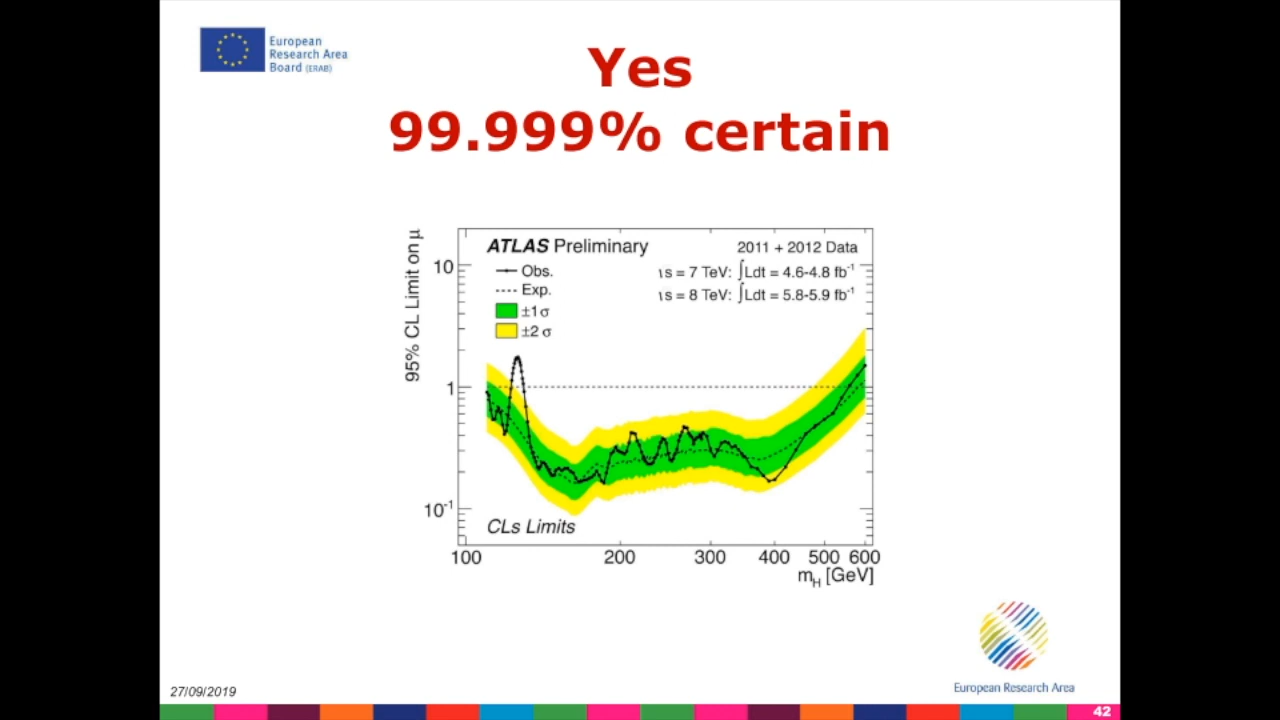 European
Research Area
Board (ERAB)
Yes
99.999% certain
95% CL Limit on μ
ATLAS Preliminary
2011 + 2012 Data
Obs.
Exp.
±1 σ
±2 σ
s = 7 TeV: ∫Ldt = 4.6-4.8 fb⁻¹
s = 8 TeV: ∫Ldt = 5.8-5.9 fb⁻¹
10
1
10⁻¹
CLs Limits
100 200 300 400 500 600
m_H [GeV]
European Research Area
27/09/2019
42